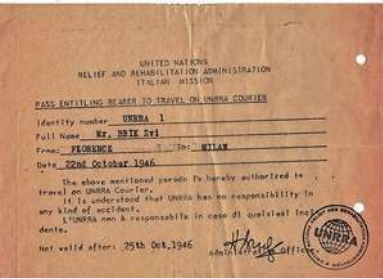 UNITED NATIONS
RELIEF AND REHABILITATION ADMINISTRATION
ITALIAN MISSION
PASS ENTITLING BEARER TO TRAVEL ON UNRRA COURIER
Identity number UNRRA 1
Full Name Mr, BRIK Zvi
From: FLORENCE To: MILAN
Date 22nd October 1946
The above mentioned person is hereby authorized to
travel on UNRRA Courier.
It is understood that UNRRA has no responsibility in
any kind of accident.
L'UNRRA non è responsabile in caso di qualsiasi inci
dente.
Not valid after: 25th Oct,1946
Administrative Officer
UNRRA